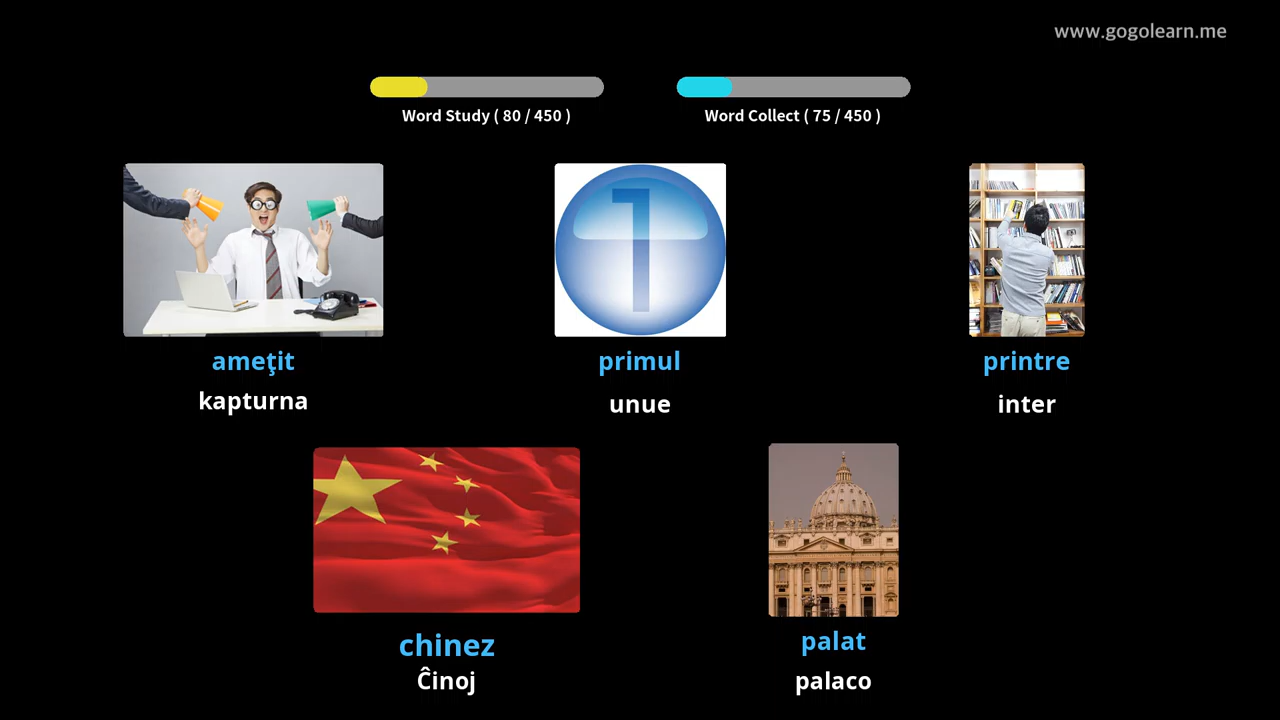 www.gogolearn.me
Word Study ( 80 / 450 )
Word Collect ( 75 / 450 )
1
ameţit
primul
printre
kapturna
unue
inter
chinez
palat
Ĉinoj
palaco